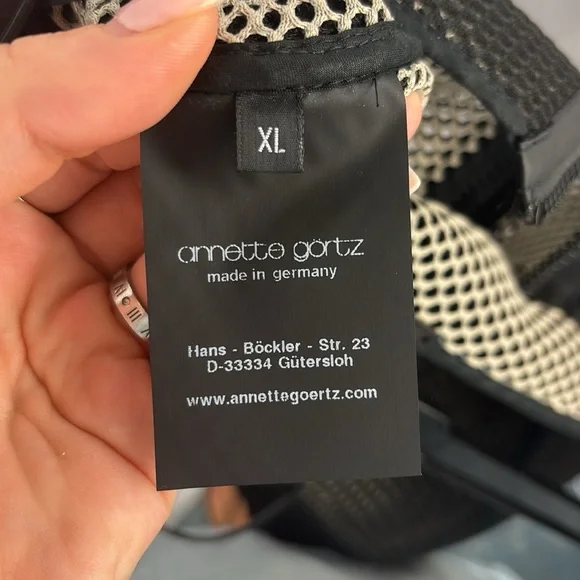 XL
annette görtz
made in germany
Hans - Böckler - Str. 23
D-33334 Gütersloh
www.annettegoertz.com